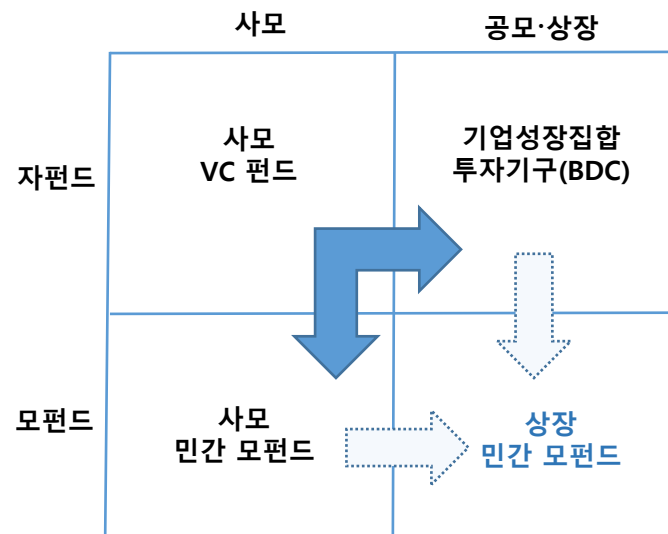 사모
공모·상장
자펀드
사모
VC 펀드
기업성장집합
투자기구(BDC)
모펀드
사모
민간 모펀드
상장
민간 모펀드